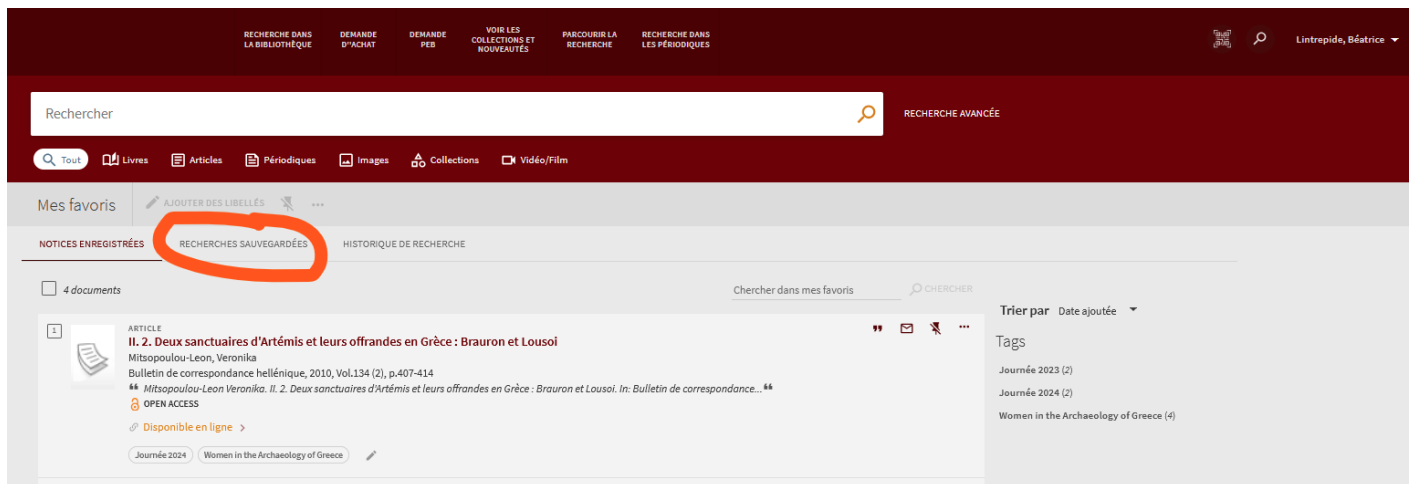 RECHERCHE DANS
LA BIBLIOTHÈQUE
DEMANDE
D"ACHAT
DEMANDE
PEB
VOIR LES
COLLECTIONS ET
NOUVEAUTÉS
PARCOURIR LA
RECHERCHE
RECHERCHE DANS
LES PÉRIODIQUES
Lintrepide, Béatrice
Rechercher
RECHERCHE AVANCÉE
Tout Livres Articles Périodiques Images Collections Vidéo/Film
Mes favoris AJOUTER DES LIBELLÉS
NOTICES ENREGISTRÉES RECHERCHES SAUVEGARDÉES HISTORIQUE DE RECHERCHE
4 documents
Chercher dans mes favoris CHERCHER
1
ARTICLE
II. 2. Deux sanctuaires d'Artémis et leurs offrandes en Grèce : Brauron et Lousoi
Mitsopoulou-Leon, Veronika
Bulletin de correspondance hellénique, 2010, Vol.134 (2), p.407-414
❝ Mitsopoulou-Leon Veronika. II. 2. Deux sanctuaires d'Artémis et leurs offrandes en Grèce : Brauron et Lousoi. In: Bulletin de correspondance... ❝
OPEN ACCESS
Disponible en ligne >
Journée 2024 Women in the Archaeology of Greece
Trier par Date ajoutée
Tags
Journée 2023 (2)
Journée 2024 (2)
Women in the Archaeology of Greece (4)